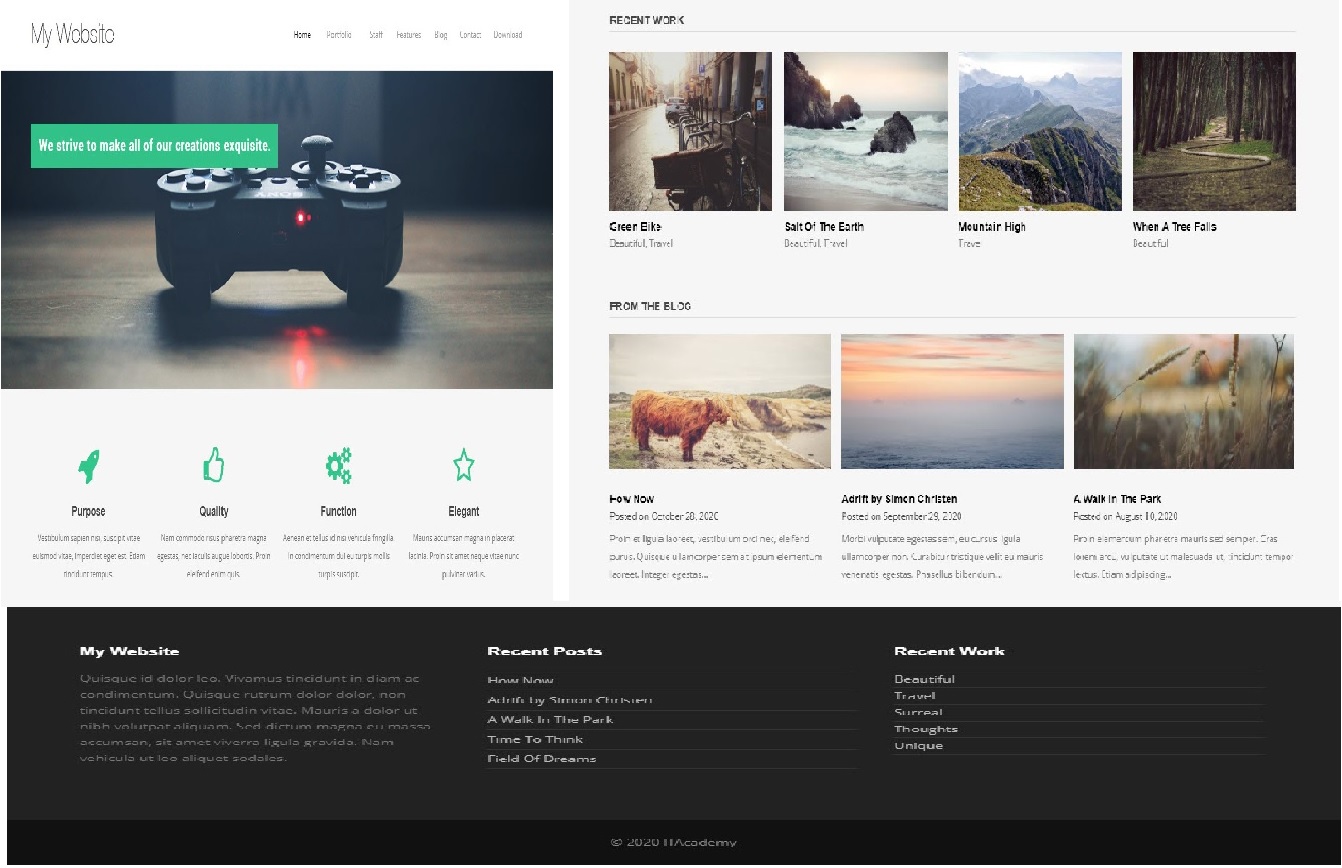 My Website
Home Portfolio Staff Features Blog Contact Download
We strive to make all of our creations exquisite.
SONY
Purpose
Vestibulum sapien nisi, suscipit vitae
euismod vitae, imperdiet eget est. Etiam
tincidunt tempus.
Quality
Nam commodo risus pharetra magna
egestas, nec iaculis augue lobortis. Proin
eleifend enim quis.
Function
Aenean et tellus id nisi vehicula fringilla
in condimentum dui eu turpis mollis
turpis suscipit.
Elegant
Mauris accumsan magna in placerat
lacinia. Proin sit amet neque vitae nunc
pulvinar varius.
RECENT WORK
Green Bike
Beautiful, Travel
Salt Of The Earth
Beautiful, Travel
Mountain High
Travel
When A Tree Falls
Beautiful
FROM THE BLOG
How Now
Posted on October 28, 2020
Proin et ligula laoreet, vestibulum orci nec, eleifend
purus. Quisque ullamcorper sem a ipsum elementum
laoreet. Integer egestas...
Adrift by Simon Christen
Posted on September 29, 2020
Morbi vulputate egestas sem, eu cursus ligula
ullamcorper non. Curabitur tristique velit eu mauris
venenatis egestas. Phasellus bibendum...
A Walk In The Park
Posted on August 10, 2020
Proin elementum pharetra mauris sed semper. Cras
lorem arcu, vulputate ut malesuada ut, tincidunt tempor
lectus. Etiam adipiscing...
My Website
Quisque id dolor leo. Vivamus tincidunt in diam ac
condimentum. Quisque rutrum dolor dolor, non
tincidunt tellus sollicitudin vitae. Mauris a dolor ut
nibh volutpat aliquam. Sed dictum magna eu massa
accumsan, sit amet viverra ligula gravida. Nam
vehicula ut leo aliquet sodales.
Recent Posts
How Now
Adrift by Simon Christen
A Walk In The Park
Time To Think
Field Of Dreams
Recent Work
Beautiful
Travel
Surreal
Thoughts
Unique
© 2020 ITAcademy